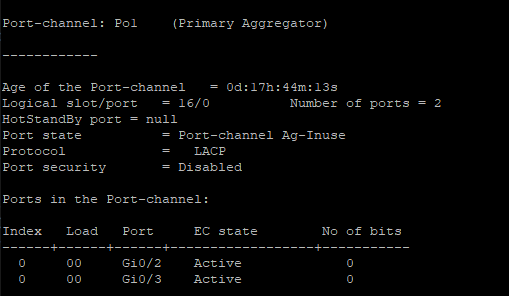 Port-channel: Po1    (Primary Aggregator)
------------
Age of the Port-channel   = 0d:17h:44m:13s
Logical slot/port   = 16/0          Number of ports = 2
HotStandBy port = null
Port state          = Port-channel Ag-Inuse
Protocol            =   LACP
Port security       = Disabled
Ports in the Port-channel:
Index   Load   Port     EC state        No of bits
------+------+------+------------------+-----------
  0     00     Gi0/2    Active             0
  0     00     Gi0/3    Active             0